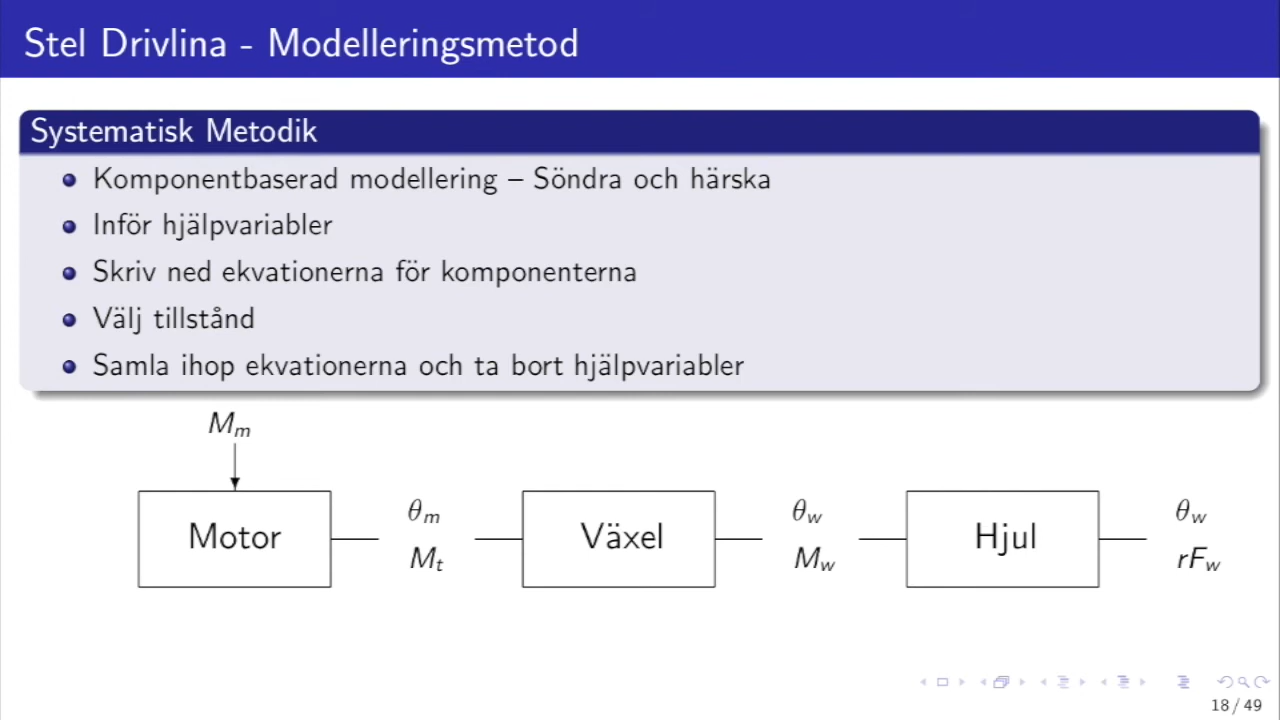 Stel Drivlina - Modelleringsmetod
Systematisk Metodik
Komponentbaserad modellering – Söndra och härska
Inför hjälpvariabler
Skriv ned ekvationerna för komponenterna
Välj tillstånd
Samla ihop ekvationerna och ta bort hjälpvariabler
M_m
Motor
θ_m
M_t
Växel
θ_w
M_w
Hjul
θ_w
rF_w
18 / 49